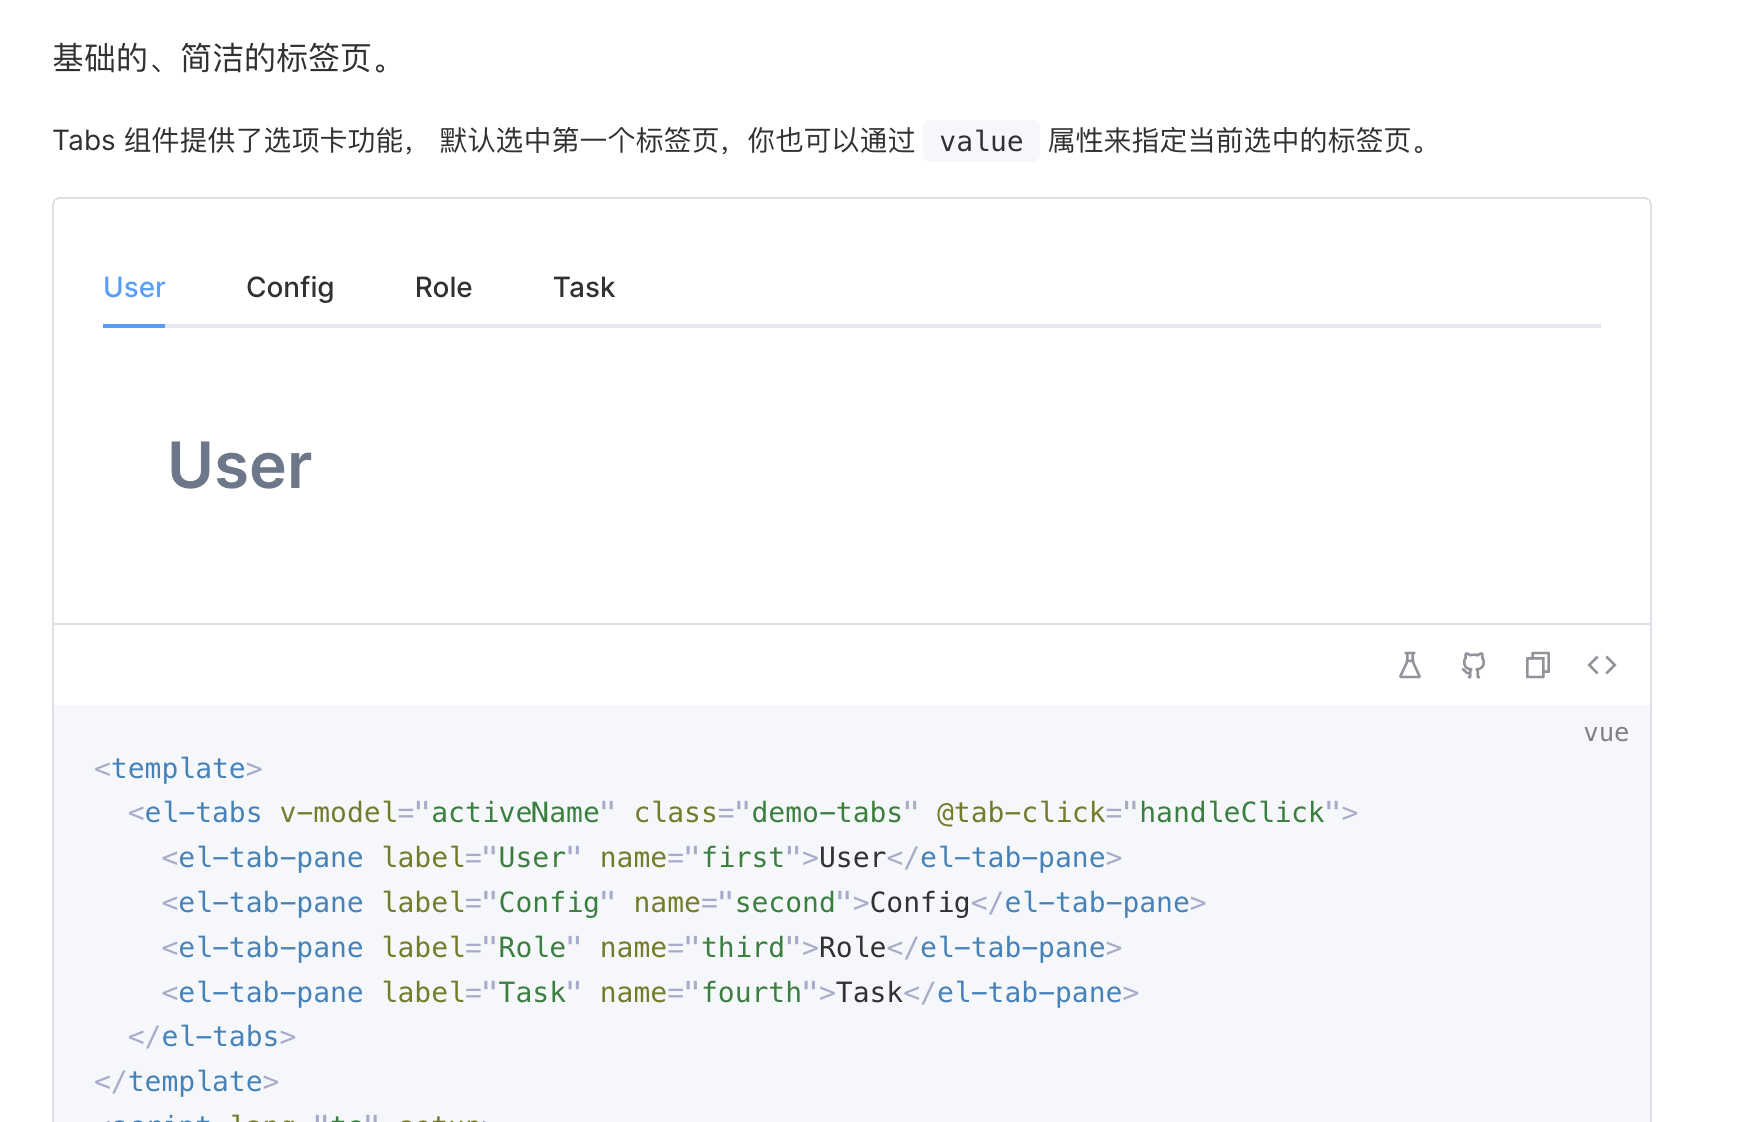 基础的、简洁的标签页。
Tabs 组件提供了选项卡功能， 默认选中第一个标签页，你也可以通过 value 属性来指定当前选中的标签页。
User Config Role Task
User
vue
<template>
  <el-tabs v-model="activeName" class="demo-tabs" @tab-click="handleClick">
    <el-tab-pane label="User" name="first">User</el-tab-pane>
    <el-tab-pane label="Config" name="second">Config</el-tab-pane>
    <el-tab-pane label="Role" name="third">Role</el-tab-pane>
    <el-tab-pane label="Task" name="fourth">Task</el-tab-pane>
  </el-tabs>
</template>